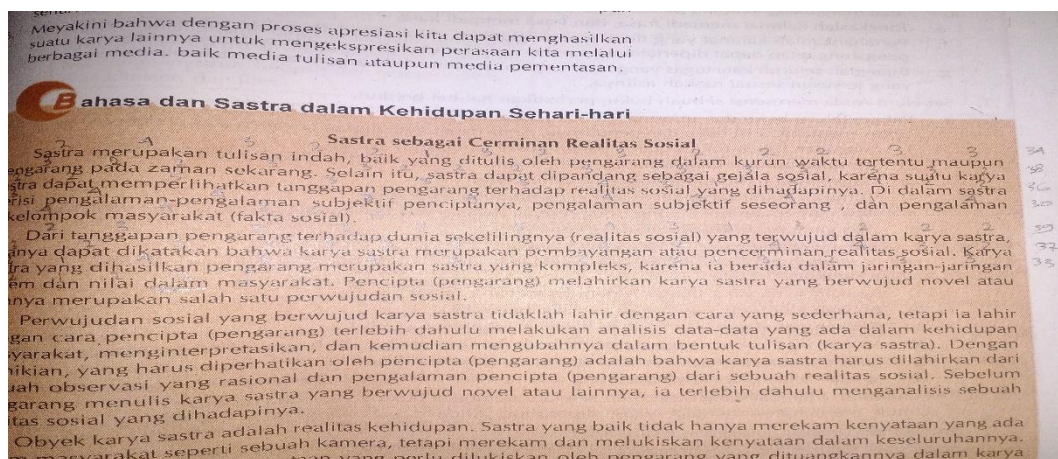 Meyakini bahwa dengan proses apresiasi kita dapat menghasilkan
suatu karya lainnya untuk mengekspresikan perasaan kita melalui
berbagai media. baik media tulisan ataupun media pementasan.
Bahasa dan Sastra dalam Kehidupan Sehari-hari
Sastra sebagai Cerminan Realitas Sosial
Sastra merupakan tulisan indah, baik yang ditulis oleh pengarang dalam kurun waktu tertentu maupun
engarang pada zaman sekarang. Selain itu, sastra dapat dipandang sebagai gejala sosial, karena suatu karya
stra dapat memperlihatkan tanggapan pengarang terhadap realitas sosial yang dihadapinya. Di dalam sastra
risi pengalaman-pengalaman subjektif penciptanya, pengalaman subjektif seseorang , dan pengalaman
kelompok masyarakat (fakta sosial).
Dari tanggapan pengarang terhadap dunia sekelilingnya (realitas sosial) yang terwujud dalam karya sastra,
inya dapat dikatakan bahwa karya sastra merupakan pembayangan atau pencerminan realitas sosial. Karya
tra yang dihasilkan pengarang merupakan sastra yang kompleks, karena ia berada dalam jaringan-jaringan
em dan nilai dalam masyarakat. Pencipta (pengarang) melahirkan karya sastra yang berwujud novel atau
nya merupakan salah satu perwujudan sosial.
Perwujudan sosial yang berwujud karya sastra tidaklah lahir dengan cara yang sederhana, tetapi ia lahir
gan cara pencipta (pengarang) terlebih dahulu melakukan analisis data-data yang ada dalam kehidupan
syarakat, menginterpretasikan, dan kemudian mengubahnya dalam bentuk tulisan (karya sastra). Dengan
nikian, yang harus diperhatikan oleh pencipta (pengarang) adalah bahwa karya sastra harus dilahirkan dari
uah observasi yang rasional dan pengalaman pencipta (pengarang) dari sebuah realitas sosial. Sebelum
garang menulis karya sastra yang berwujud novel atau lainnya, ia terlebih dahulu menganalisis sebuah
itas sosial yang dihadapinya.
Obyek karya sastra adalah realitas kehidupan. Sastra yang baik tidak hanya merekam kenyataan yang ada
masyarakat seperti sebuah kamera, tetapi merekam dan melukiskan kenyataan dalam keseluruhannya.
yang perlu dilukiskan oleh pengarang yang dituangkannya dalam karya